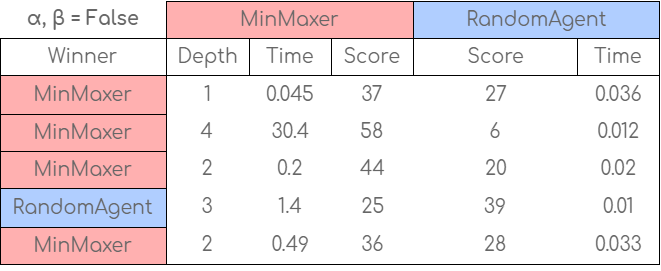 α, β = False MinMaxer RandomAgent
Winner Depth Time Score Score Time
MinMaxer 1 0.045 37 27 0.036
MinMaxer 4 30.4 58 6 0.012
MinMaxer 2 0.2 44 20 0.02
RandomAgent 3 1.4 25 39 0.01
MinMaxer 2 0.49 36 28 0.033